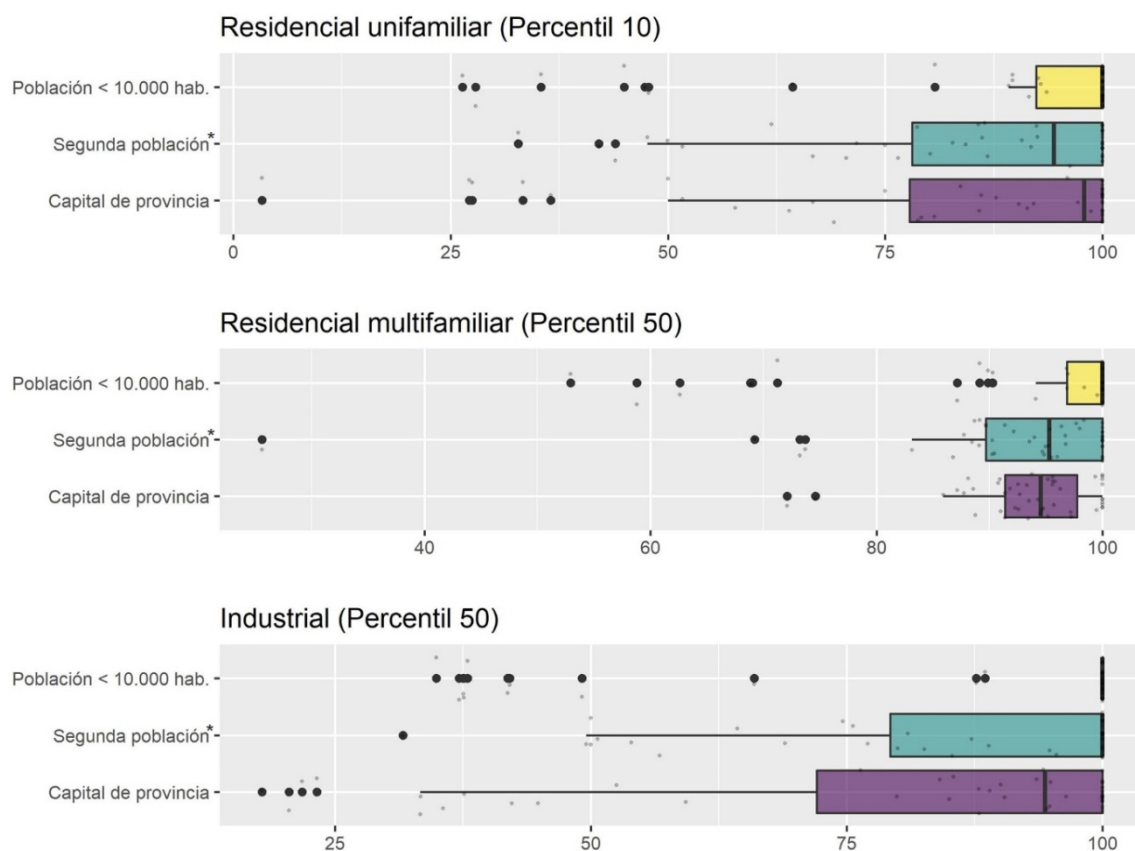 Residencial unifamiliar (Percentil 10)
Población < 10.000 hab.
Segunda población*
Capital de provincia
0 25 50 75 100
Residencial multifamiliar (Percentil 50)
Población < 10.000 hab.
Segunda población*
Capital de provincia
40 60 80 100
Industrial (Percentil 50)
Población < 10.000 hab.
Segunda población*
Capital de provincia
25 50 75 100